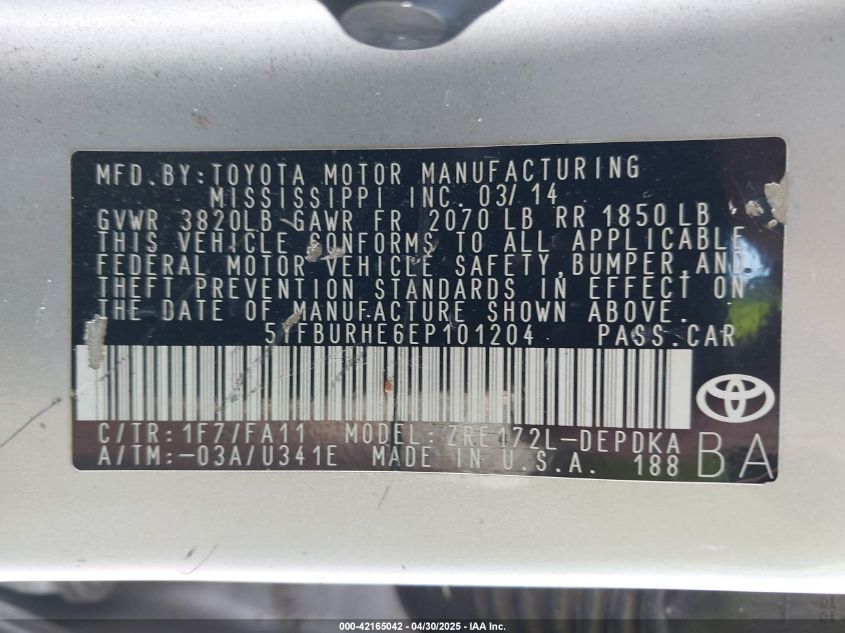 MFD.BY:TOYOTA MOTOR MANUFACTURING
MISSISSIPPI INC. 03/14
GVWR 3820LB GAWR FR 2070 LB RR 1850 LB
THIS VEHICLE CONFORMS TO ALL APPLICABLE
FEDERAL MOTOR VEHICLE SAFETY,BUMPER,AND
THEFT PREVENTION STANDARDS IN EFFECT ON
THE DATE OF MANUFACTURE SHOWN ABOVE.
5YFBURHE6EP101204 PASS.CAR
C/TR:1F7/FA11 MODEL:ZRE172L-DEPDKA
A/TM:-03A/U341E MADE IN U.S.A. 188 BA
000-42165042 - 04/30/2025 - IAA Inc.